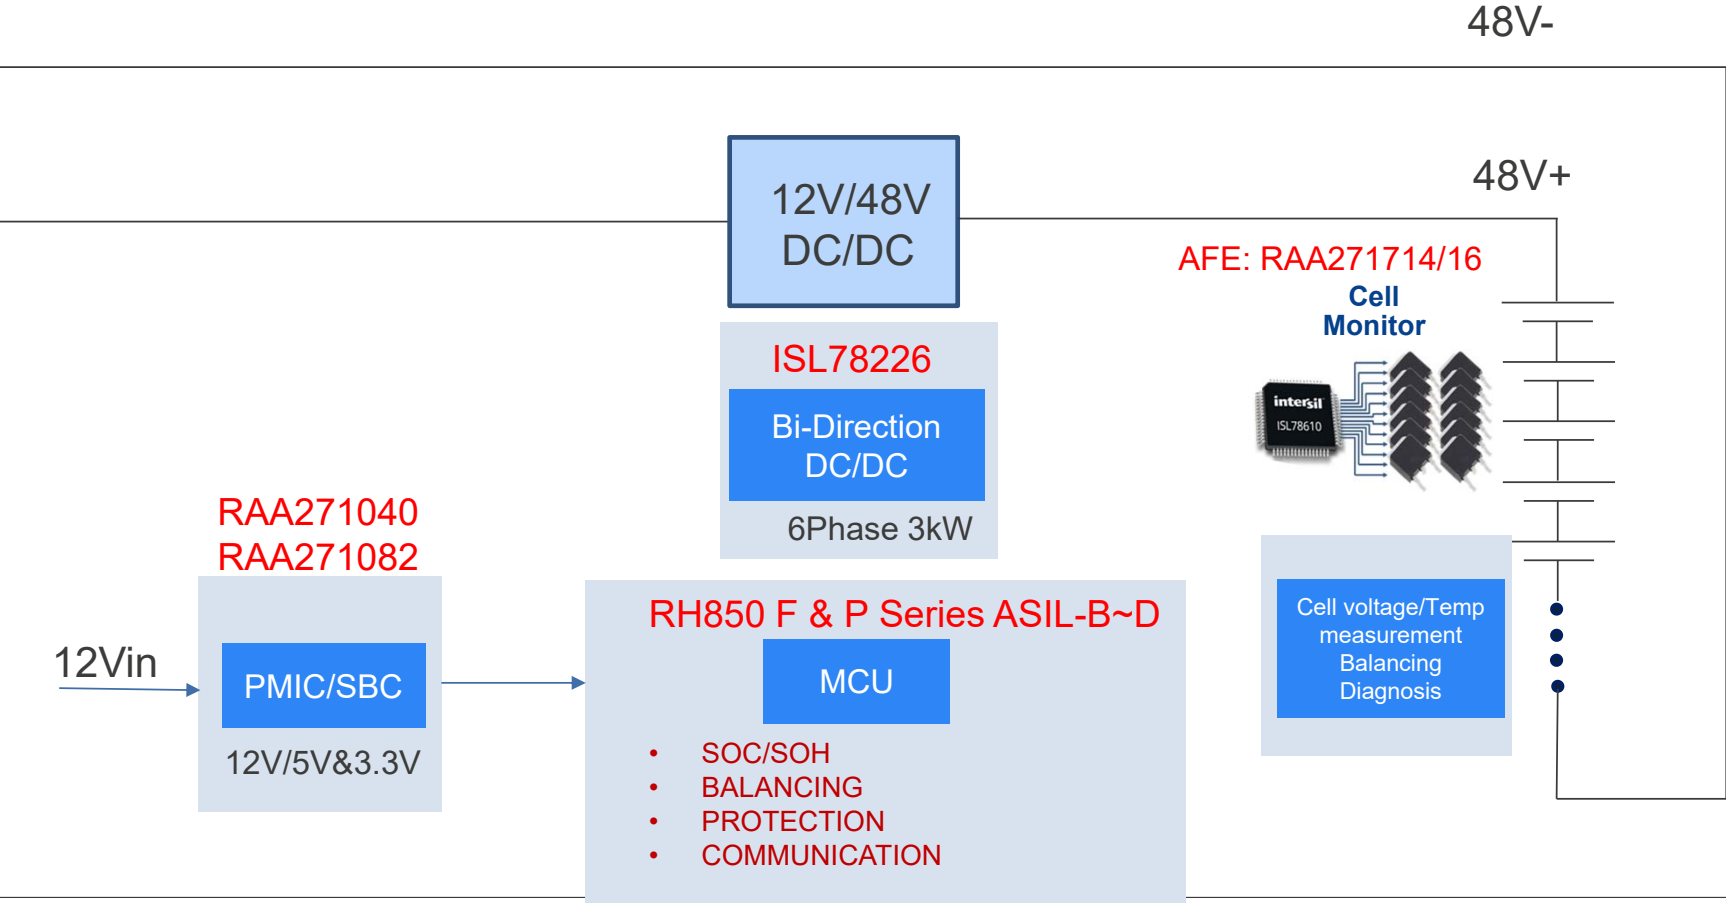 48V-
12V/48V
DC/DC
48V+
AFE: RAA271714/16
Cell
Monitor
intersil
ISL78610
ISL78226
Bi-Direction
DC/DC
6Phase 3kW
RAA271040
RAA271082
12Vin
PMIC/SBC
12V/5V&3.3V
RH850 F & P Series ASIL-B~D
MCU
• SOC/SOH
• BALANCING
• PROTECTION
• COMMUNICATION
Cell voltage/Temp
measurement
Balancing
Diagnosis